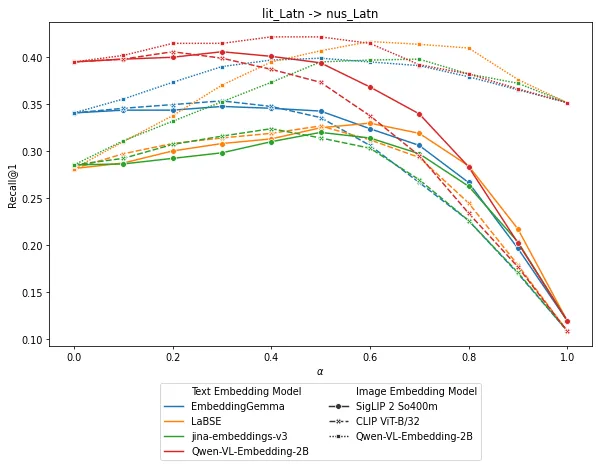 lit_Latn -> nus_Latn
Recall@1
0.40
0.35
0.30
0.25
0.20
0.15
0.10
0.0
0.2
0.4
0.6
0.8
1.0
α
Text Embedding Model
EmbeddingGemma
LaBSE
jina-embeddings-v3
Qwen-VL-Embedding-2B
Image Embedding Model
SigLIP 2 So400m
CLIP ViT-B/32
Qwen-VL-Embedding-2B